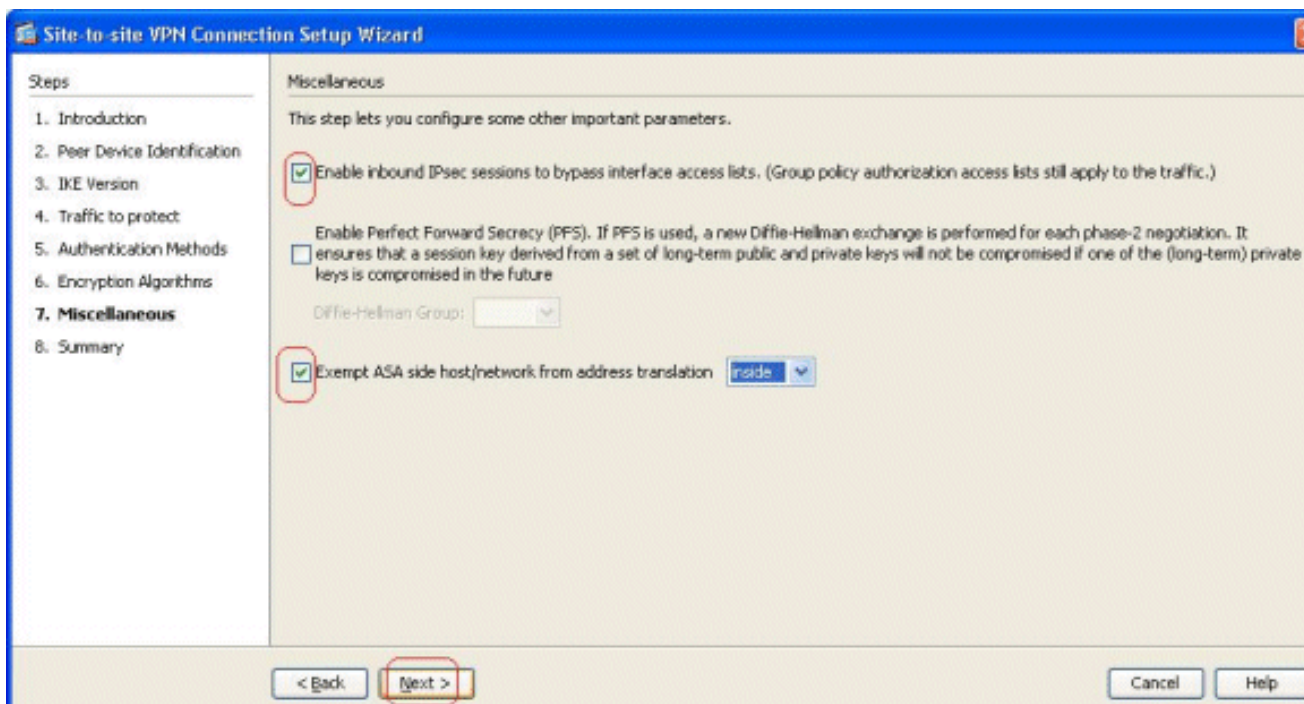 Site-to-site VPN Connection Setup Wizard
Steps
1. Introduction
2. Peer Device Identification
3. IKE Version
4. Traffic to protect
5. Authentication Methods
6. Encryption Algorithms
7. Miscellaneous
8. Summary
Miscellaneous
This step lets you configure some other important parameters.
Enable inbound IPsec sessions to bypass interface access lists. (Group policy authorization access lists still apply to the traffic.)
Enable Perfect Forward Secrecy (PFS). If PFS is used, a new Diffie-Hellman exchange is performed for each phase-2 negotiation. It
ensures that a session key derived from a set of long-term public and private keys will not be compromised if one of the (long-term) private
keys is compromised in the future
Diffie-Hellman Group:
Exempt ASA side host/network from address translation inside
< Back Next > Cancel Help